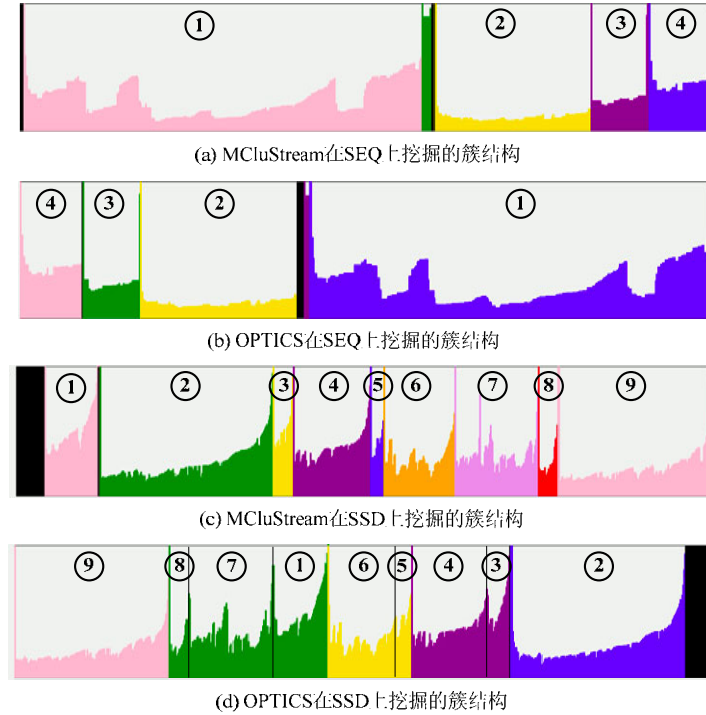 ① ② ③ ④
(a) MCluStream在SEQ上挖掘的簇结构
④ ③ ② ①
(b) OPTICS在SEQ上挖掘的簇结构
① ② ③ ④ ⑤ ⑥ ⑦ ⑧ ⑨
(c) MCluStream在SSD上挖掘的簇结构
⑨ ⑧ ⑦ ① ⑥ ⑤ ④ ③ ②
(d) OPTICS在SSD上挖掘的簇结构